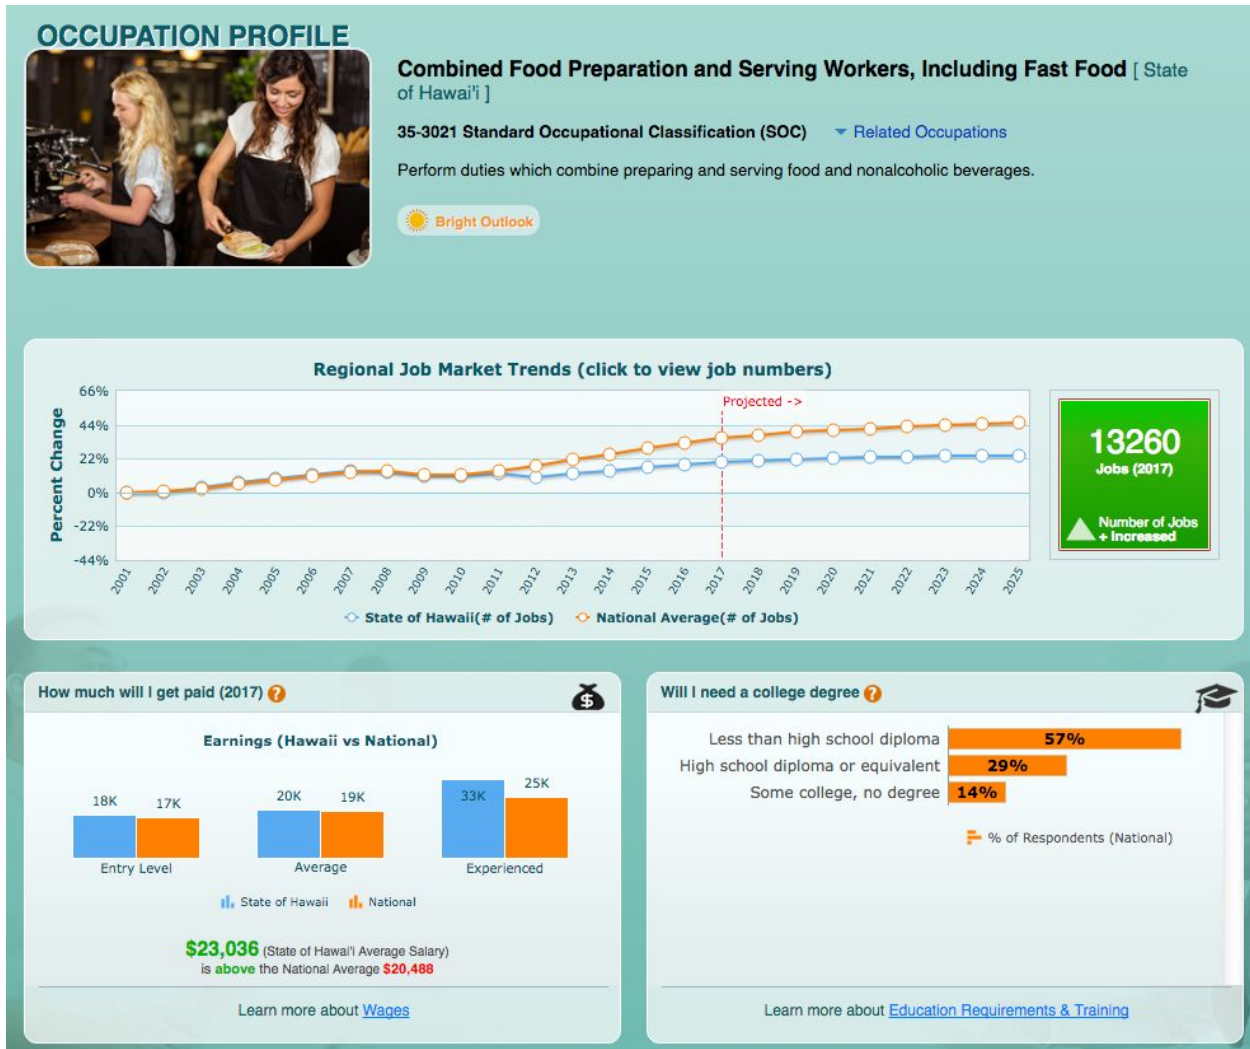 OCCUPATION PROFILE
Combined Food Preparation and Serving Workers, Including Fast Food [ State
of Hawai'i ]
35-3021 Standard Occupational Classification (SOC) Related Occupations
Perform duties which combine preparing and serving food and nonalcoholic beverages.
Bright Outlook
Regional Job Market Trends (click to view job numbers)
Percent Change
66%
44%
22%
0%
-22%
-44%
Projected ->
2001 2002 2003 2004 2005 2006 2007 2008 2009 2010 2011 2012 2013 2014 2015 2016 2017 2018 2019 2020 2021 2022 2023 2024 2025
State of Hawaii(# of Jobs) National Average(# of Jobs)
13260
Jobs (2017)
Number of Jobs
+ Increased
How much will I get paid (2017) ?
$
Earnings (Hawaii vs National)
18K 17K 20K 19K 33K 25K
Entry Level Average Experienced
State of Hawaii National
$23,036 (State of Hawai'i Average Salary)
is above the National Average $20,488
Learn more about Wages
Will I need a college degree ?
Less than high school diploma 57%
High school diploma or equivalent 29%
Some college, no degree 14%
% of Respondents (National)
Learn more about Education Requirements & Training